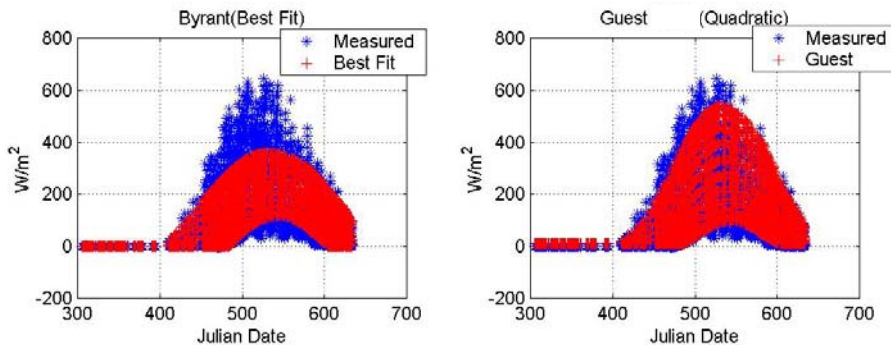 Byrant(Best Fit)
800
600
400
200
0
-200
W/m2
Measured
Best Fit
300
400
500
600
700
Julian Date
Guest (Quadratic)
800
600
400
200
0
-200
W/m2
Measured
Guest
300
400
500
600
700
Julian Date